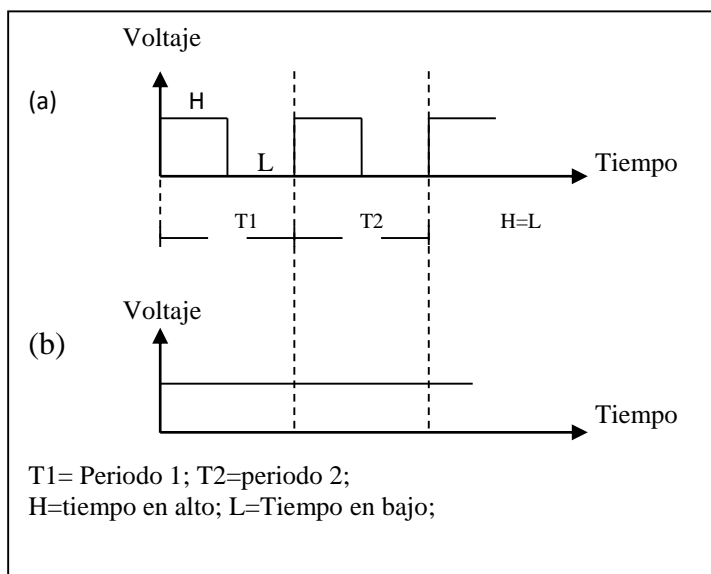 Voltaje
(a)
H
L
Tiempo
T1
T2
H=L
Voltaje
(b)
Tiempo
T1= Periodo 1; T2=periodo 2;
H=tiempo en alto; L=Tiempo en bajo;